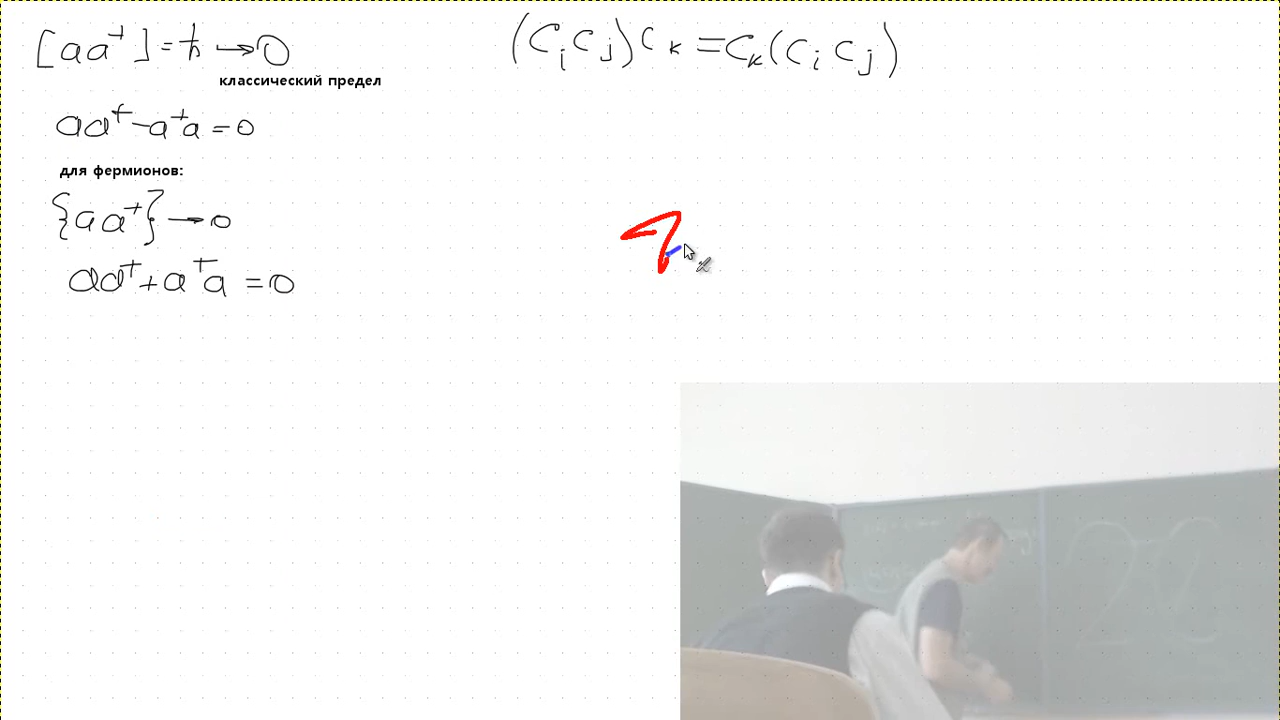 [aa⁺] = ħ → 0
классический предел
aa⁺ − a⁺a = 0
для фермионов:
{aa⁺} → 0
aa⁺ + a⁺a = 0
(CᵢCⱼ)Cₖ = Cₖ(CᵢCⱼ)